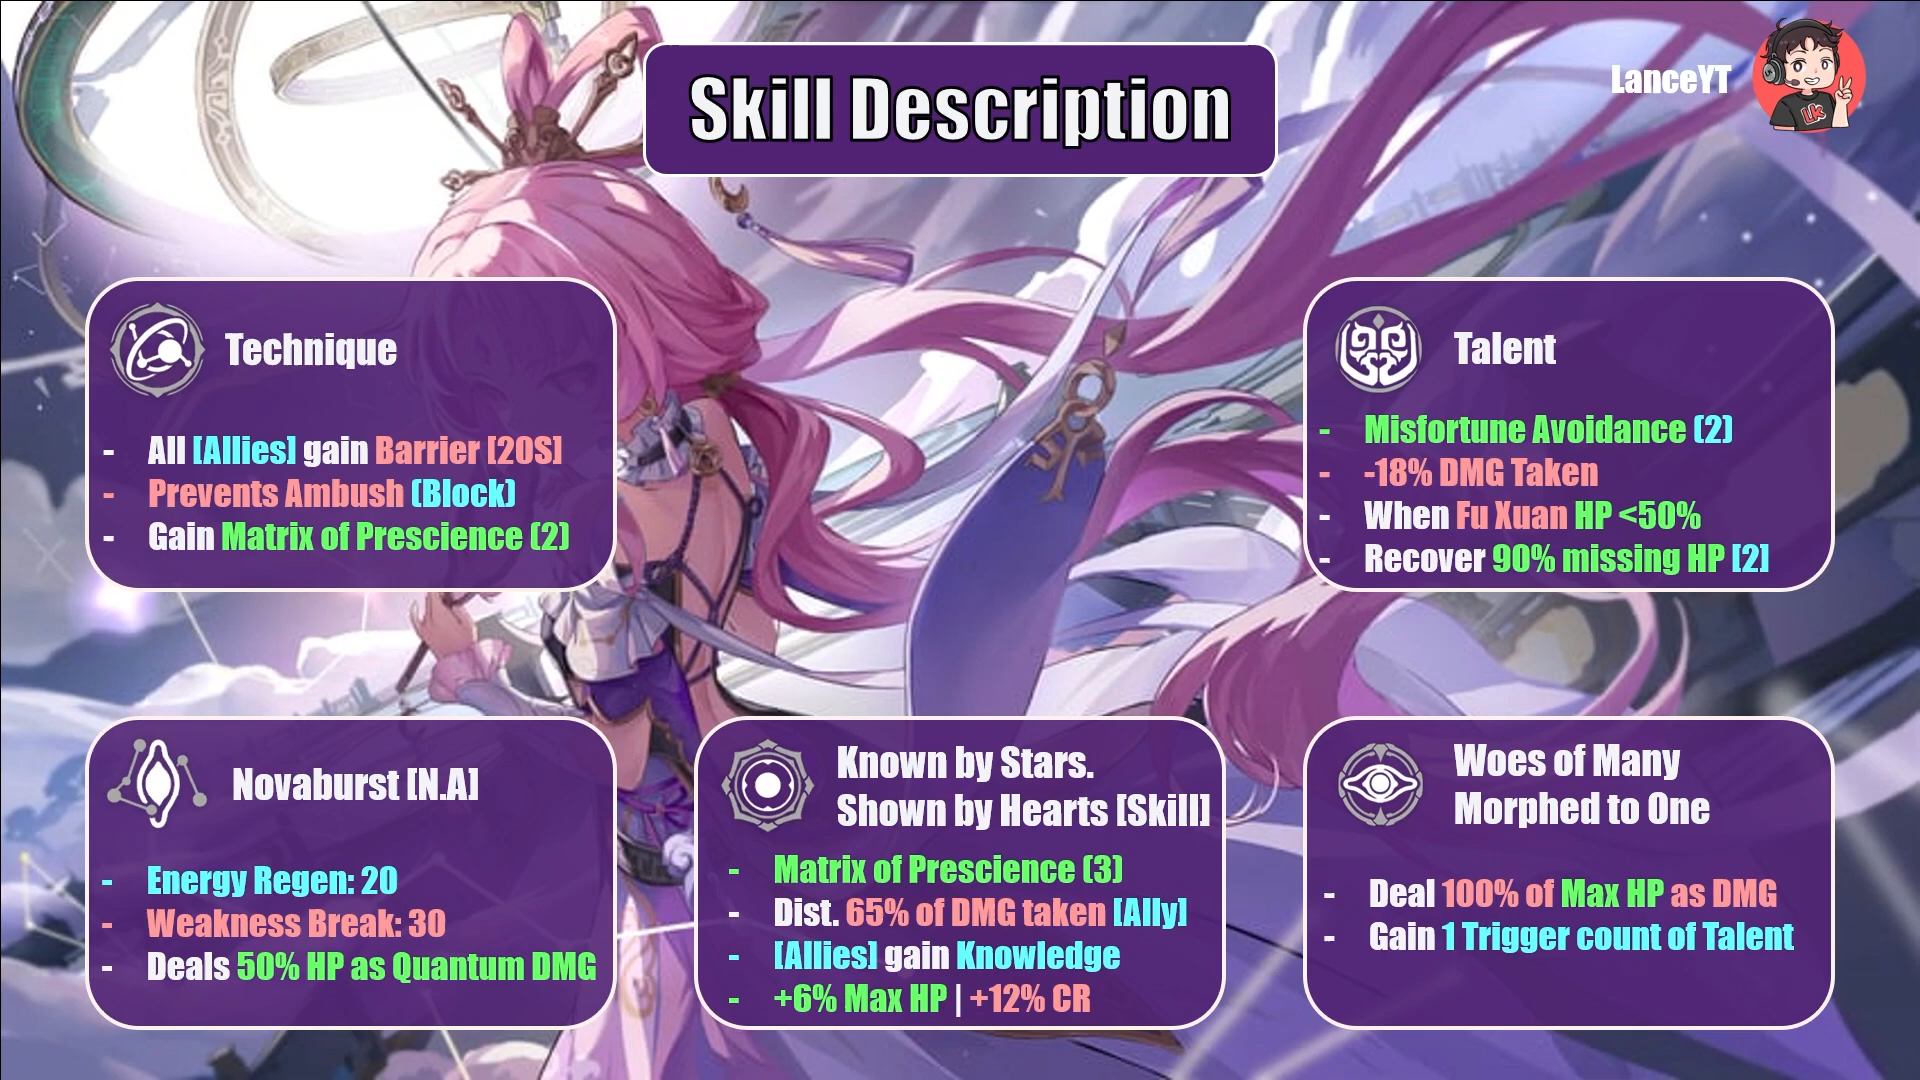 Skill Description
LanceYT
Technique
- All [Allies] gain Barrier [20S]
- Prevents Ambush (Block)
- Gain Matrix of Prescience (2)
Talent
- Misfortune Avoidance (2)
- -18% DMG Taken
- When Fu Xuan HP <50%
- Recover 90% missing HP [2]
Novaburst [N.A]
- Energy Regen: 20
- Weakness Break: 30
- Deals 50% HP as Quantum DMG
Known by Stars.
Shown by Hearts [Skill]
- Matrix of Prescience (3)
- Dist. 65% of DMG taken [Ally]
- [Allies] gain Knowledge
- +6% Max HP | +12% CR
Woes of Many
Morphed to One
- Deal 100% of Max HP as DMG
- Gain 1 Trigger count of Talent